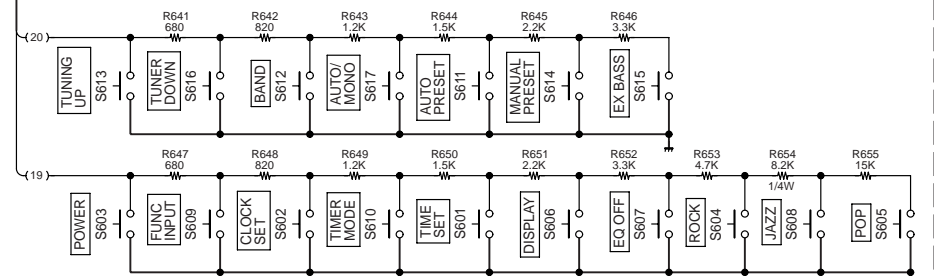 R641 R642 R643 R644 R645 R646
680 820 1.2K 1.5K 2.2K 3.3K
(20)
TUNING UP S613
TUNER DOWN S616
BAND S612
AUTO/ MONO S617
AUTO PRESET S611
MANUAL PRESET S614
EX BASS S615
R647 R648 R649 R650 R651 R652 R653 R654 R655
680 820 1.2K 1.5K 2.2K 3.3K 4.7K 8.2K 15K
(19)
1/4W
POWER S603
FUNC INPUT S609
CLOCK SET S602
TIMER MODE S610
TIME SET S601
DISPLAY S606
EQ OFF S607
ROCK S604
JAZZ S608
POP S605